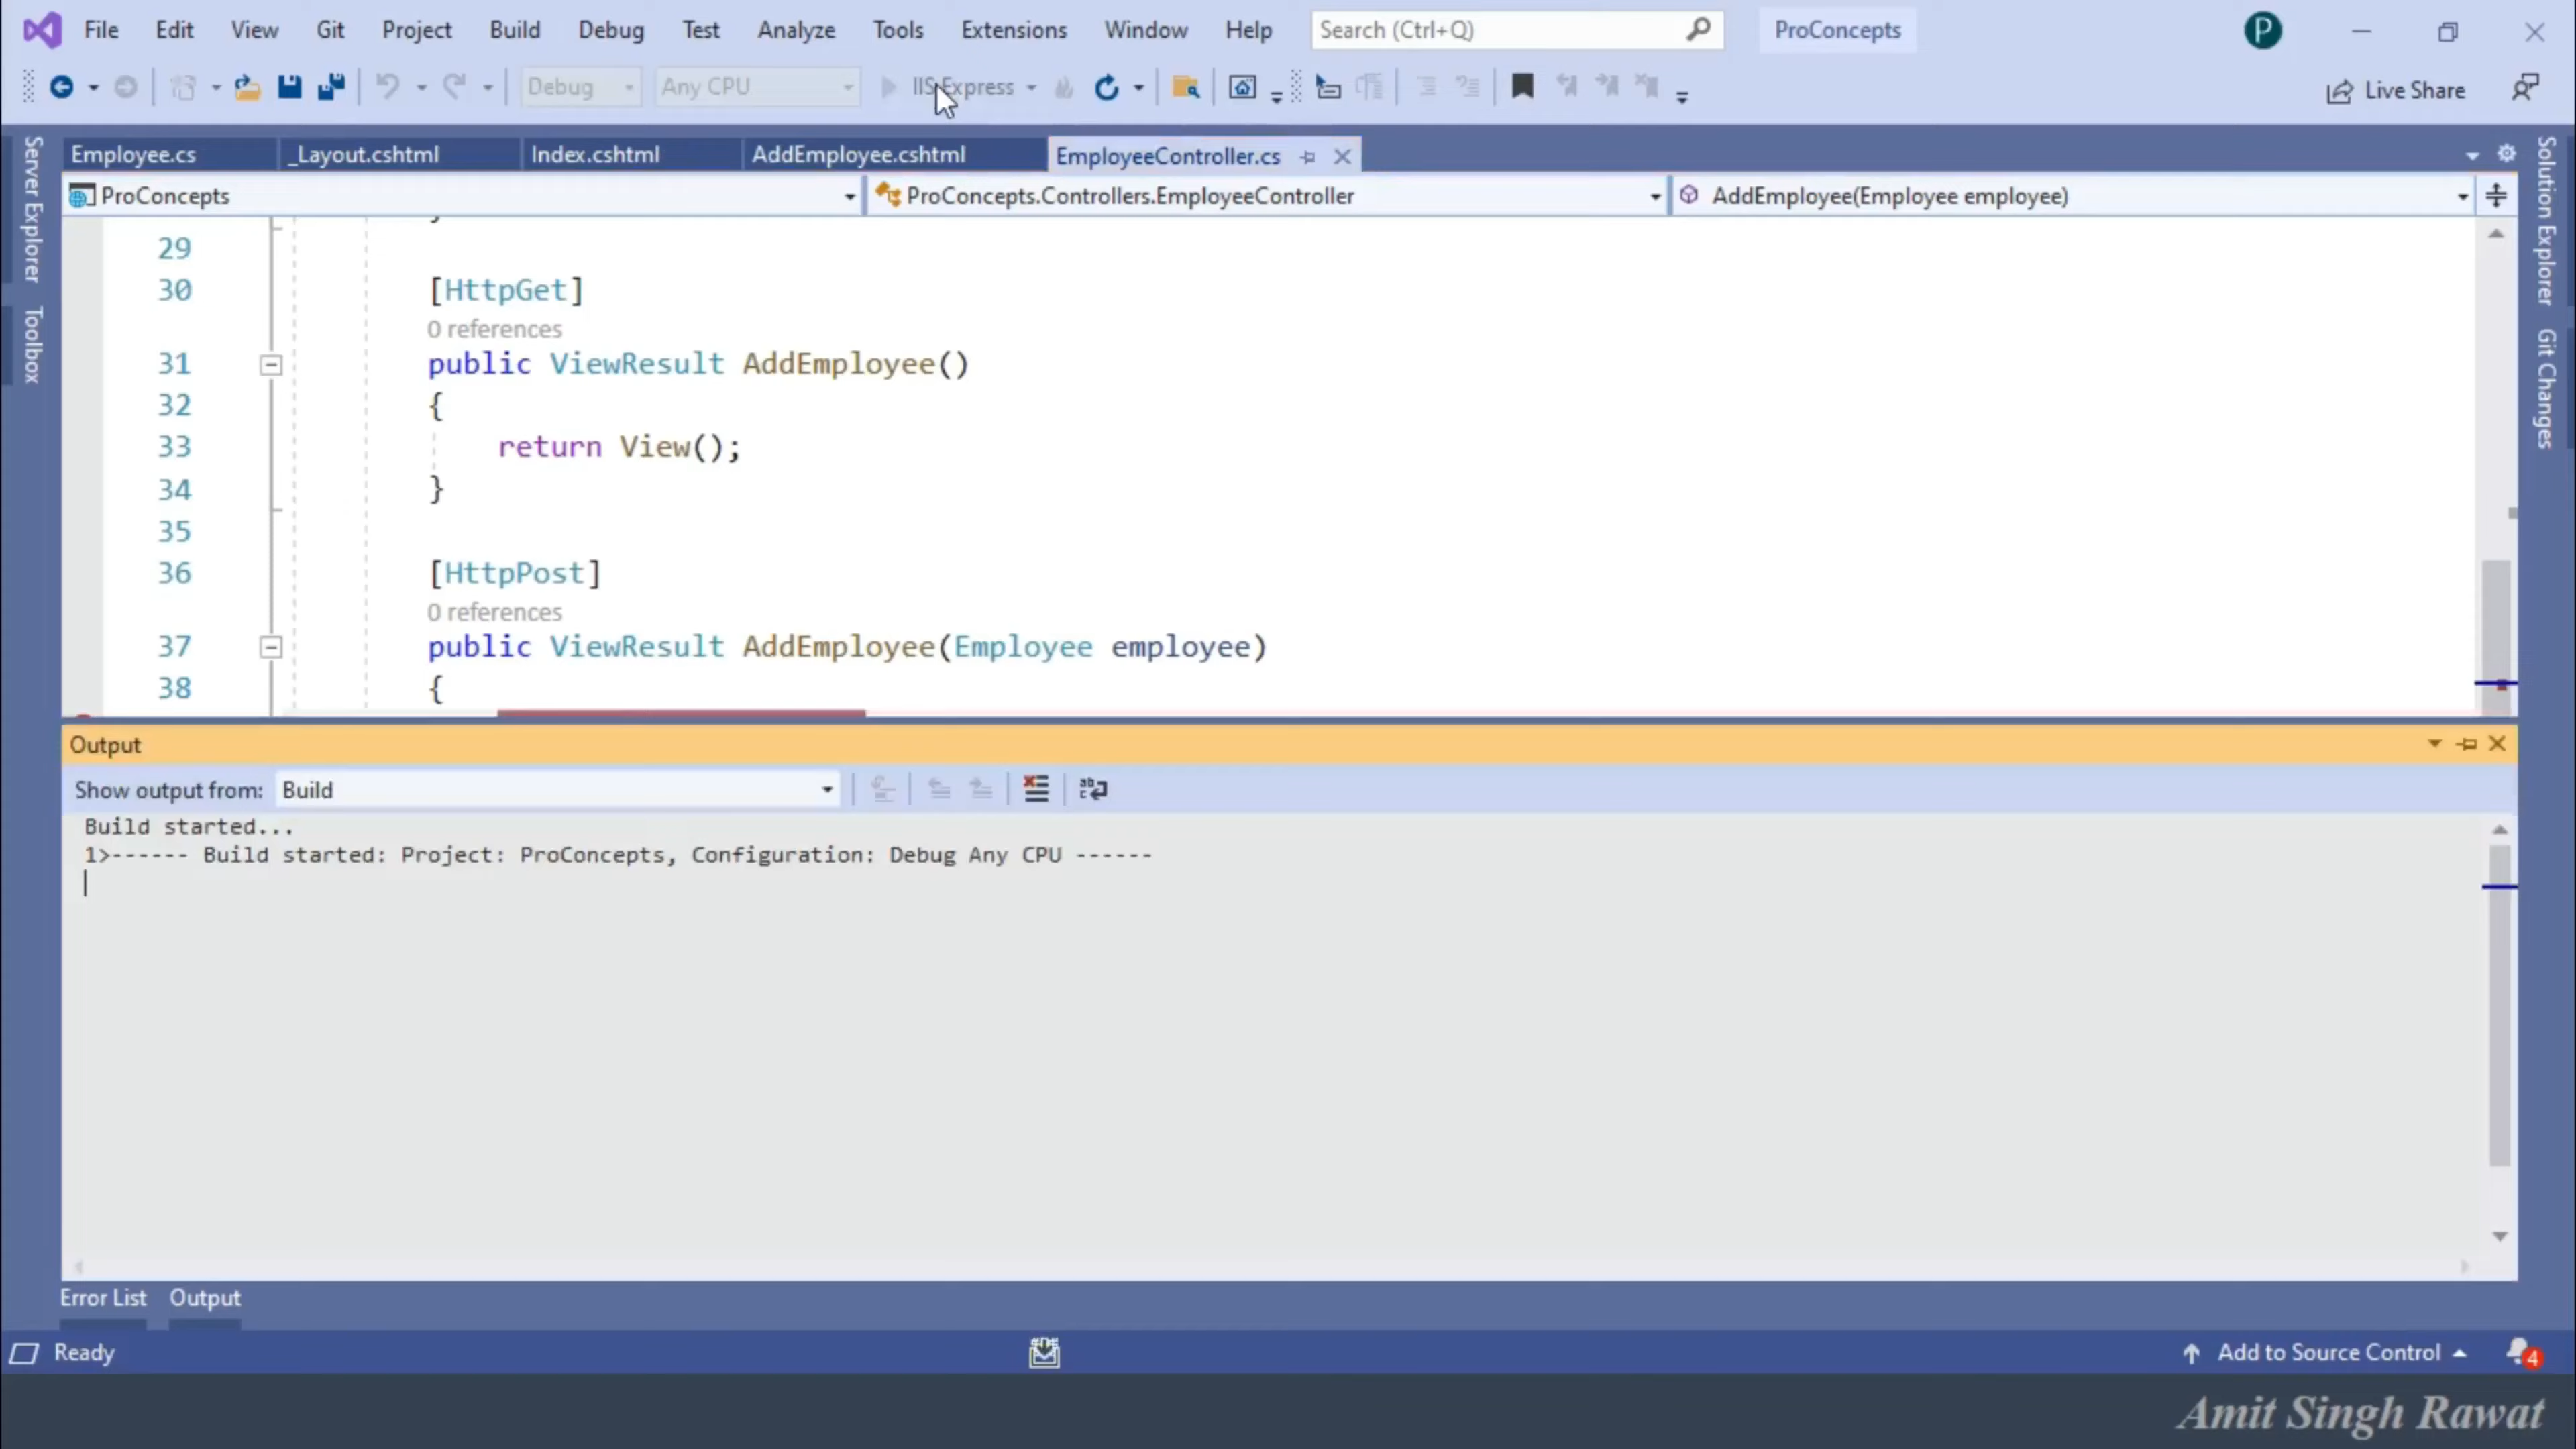 File Edit View Git Project Build Debug Test Analyze Tools Extensions Window Help Search (Ctrl+Q) ProConcepts P
Debug Any CPU IIS Express Live Share
Server Explorer
Toolbox
Employee.cs _Layout.cshtml Index.cshtml AddEmployee.cshtml EmployeeController.cs
ProConcepts ProConcepts.Controllers.EmployeeController AddEmployee(Employee employee)
29
30 [HttpGet]
0 references
31 public ViewResult AddEmployee()
32 {
33 return View();
34 }
35
36 [HttpPost]
0 references
37 public ViewResult AddEmployee(Employee employee)
38 {
Solution Explorer
Git Changes
Output
Show output from: Build
Build started...
1>------ Build started: Project: ProConcepts, Configuration: Debug Any CPU ------
Error List Output
Ready Add to Source Control 4
Amit Singh Rawat